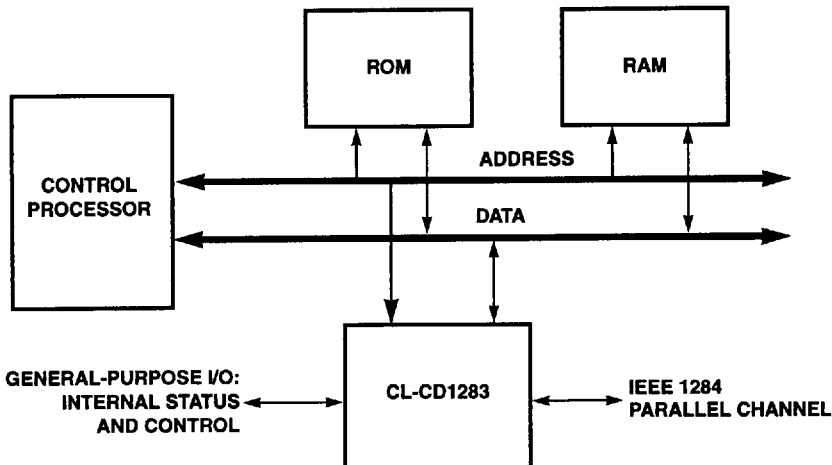 ROM
RAM
ADDRESS
CONTROL
PROCESSOR
DATA
GENERAL-PURPOSE I/O:
INTERNAL STATUS
AND CONTROL
CL-CD1283
IEEE 1284
PARALLEL CHANNEL